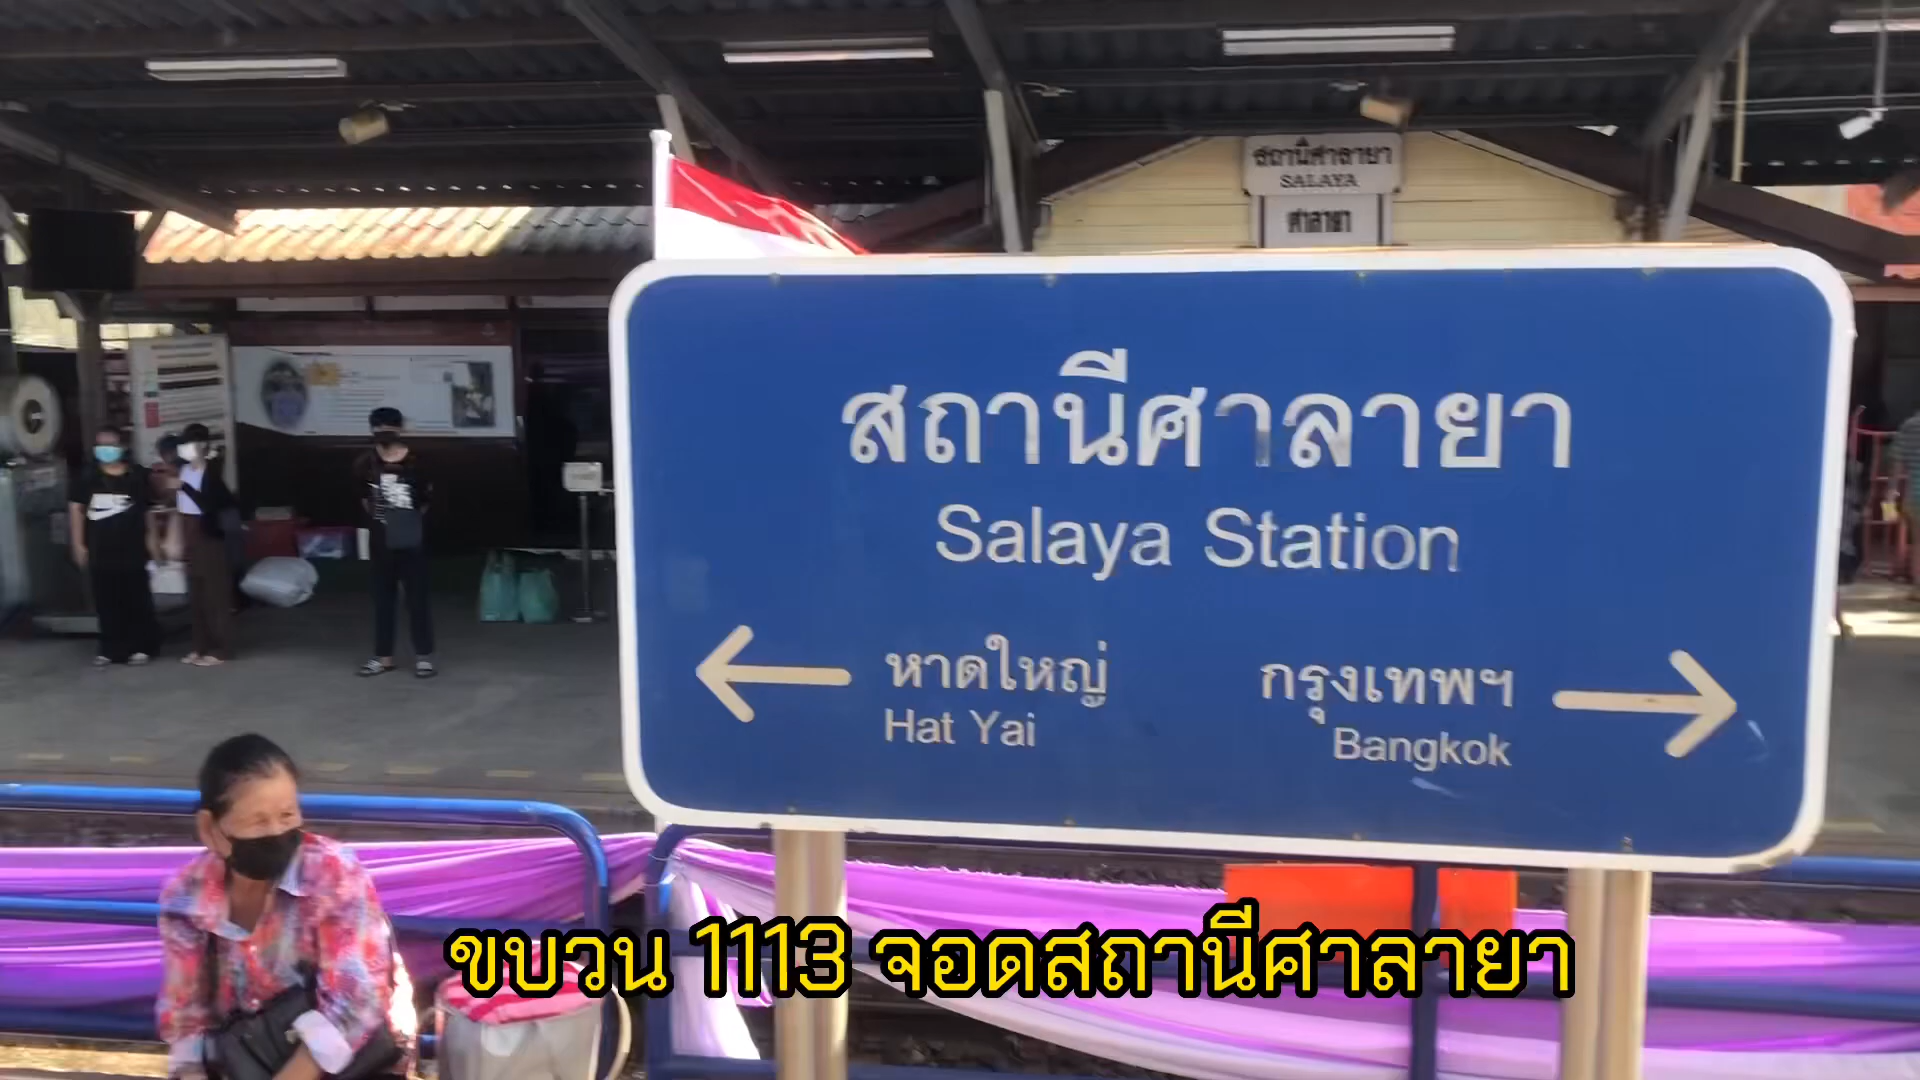 สถานีศาลายา
SALAYA
ศาลายา
สถานีศาลายา
Salaya Station
หาดใหญ่
Hat Yai
กรุงเทพฯ
Bangkok
ขบวน 1113 จอดสถานีศาลายา